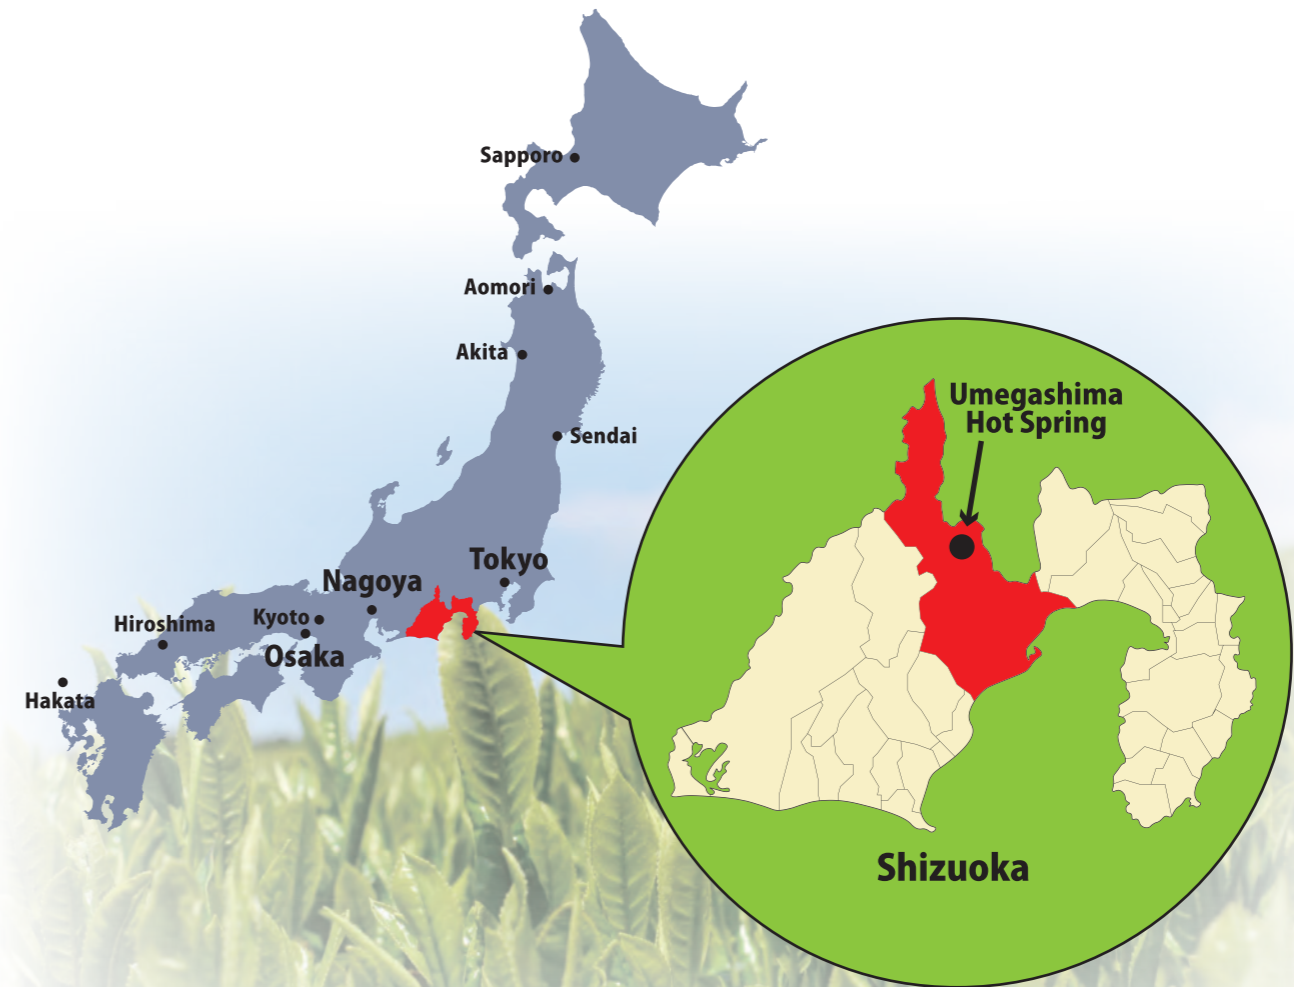 Sapporo
Aomori
Akita
Sendai
Umegashima
Hot Spring
Tokyo
Nagoya
Kyoto
Hiroshima
Osaka
Hakata
Shizuoka